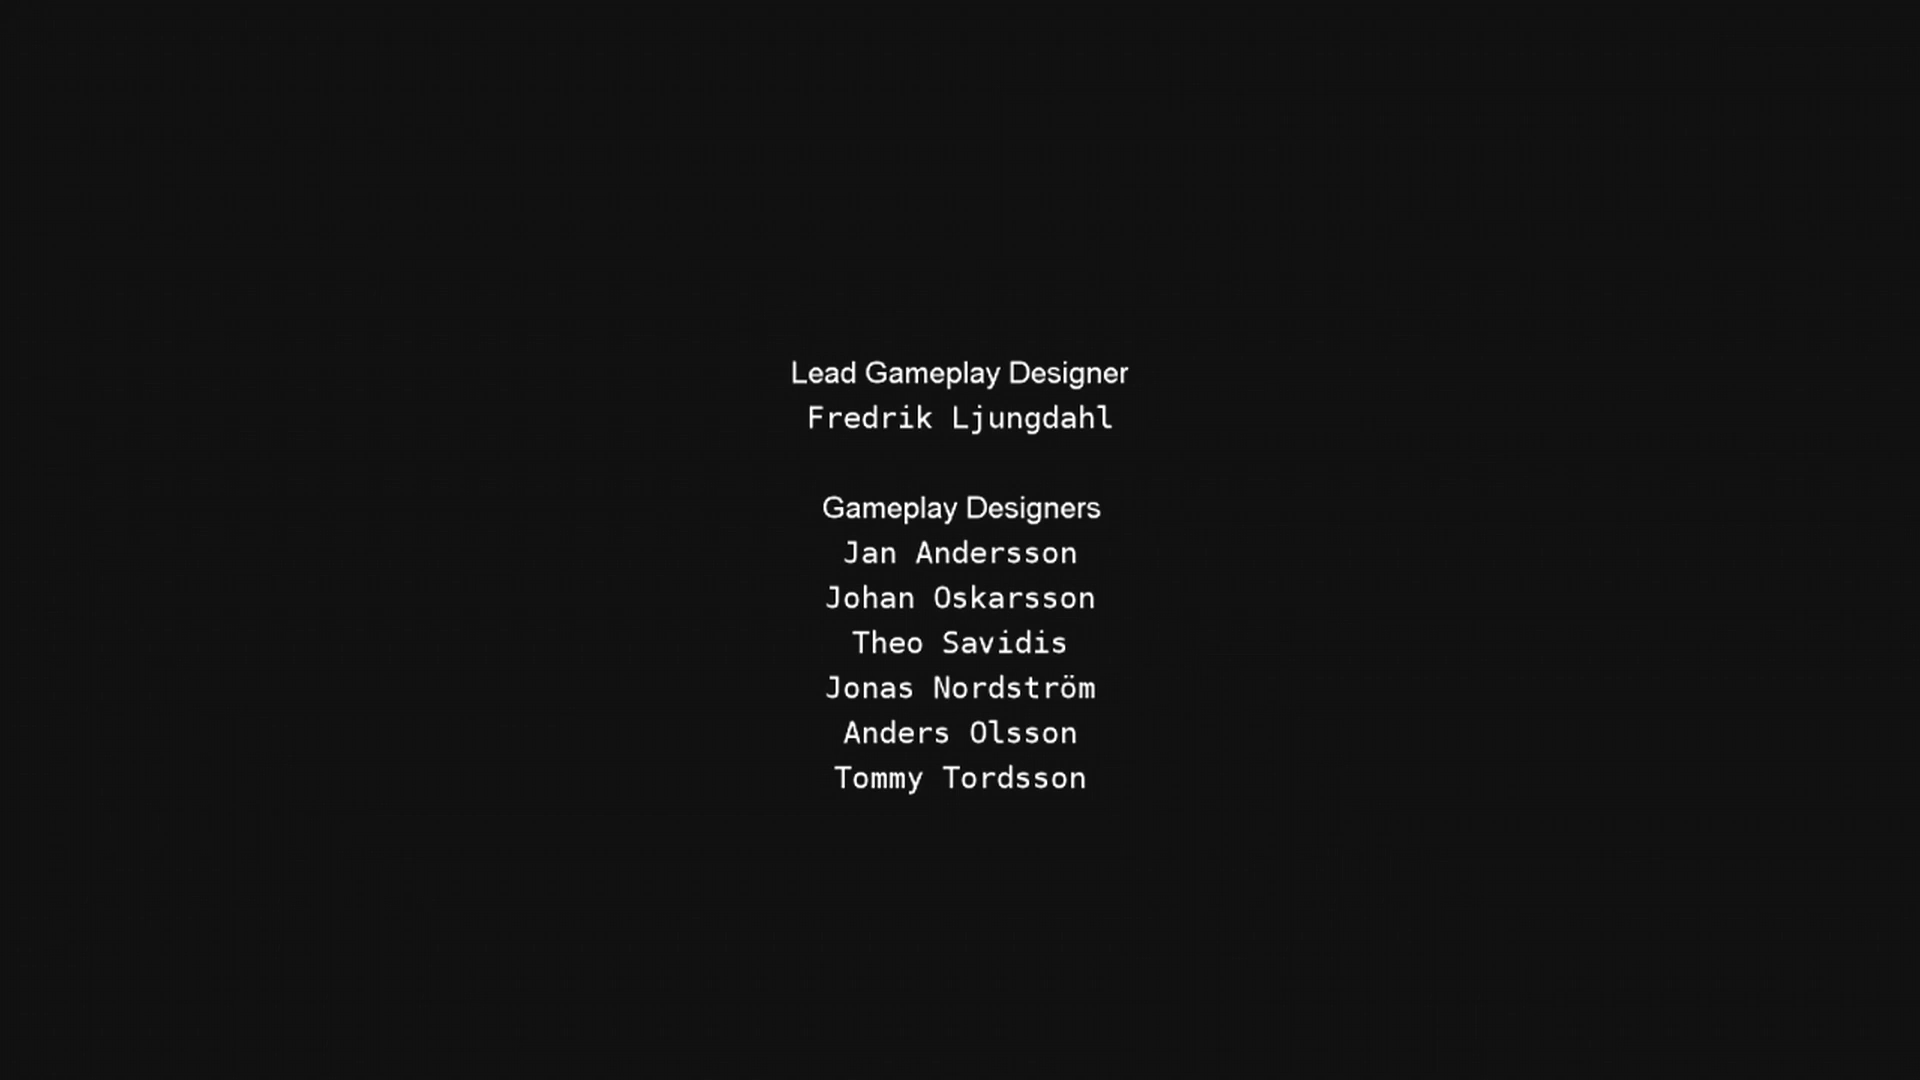 Lead Gameplay Designer
Fredrik Ljungdahl
Gameplay Designers
Jan Andersson
Johan Oskarsson
Theo Savidis
Jonas Nordström
Anders Olsson
Tommy Tordsson